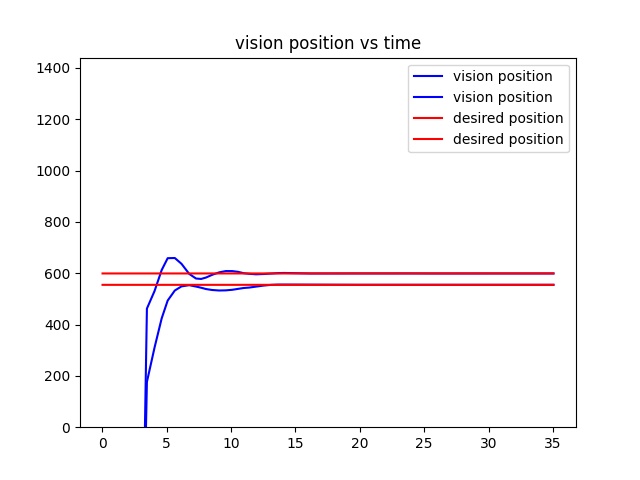 vision position vs time
1400
1200
1000
800
600
400
200
0
vision position
vision position
desired position
desired position
0 5 10 15 20 25 30 35